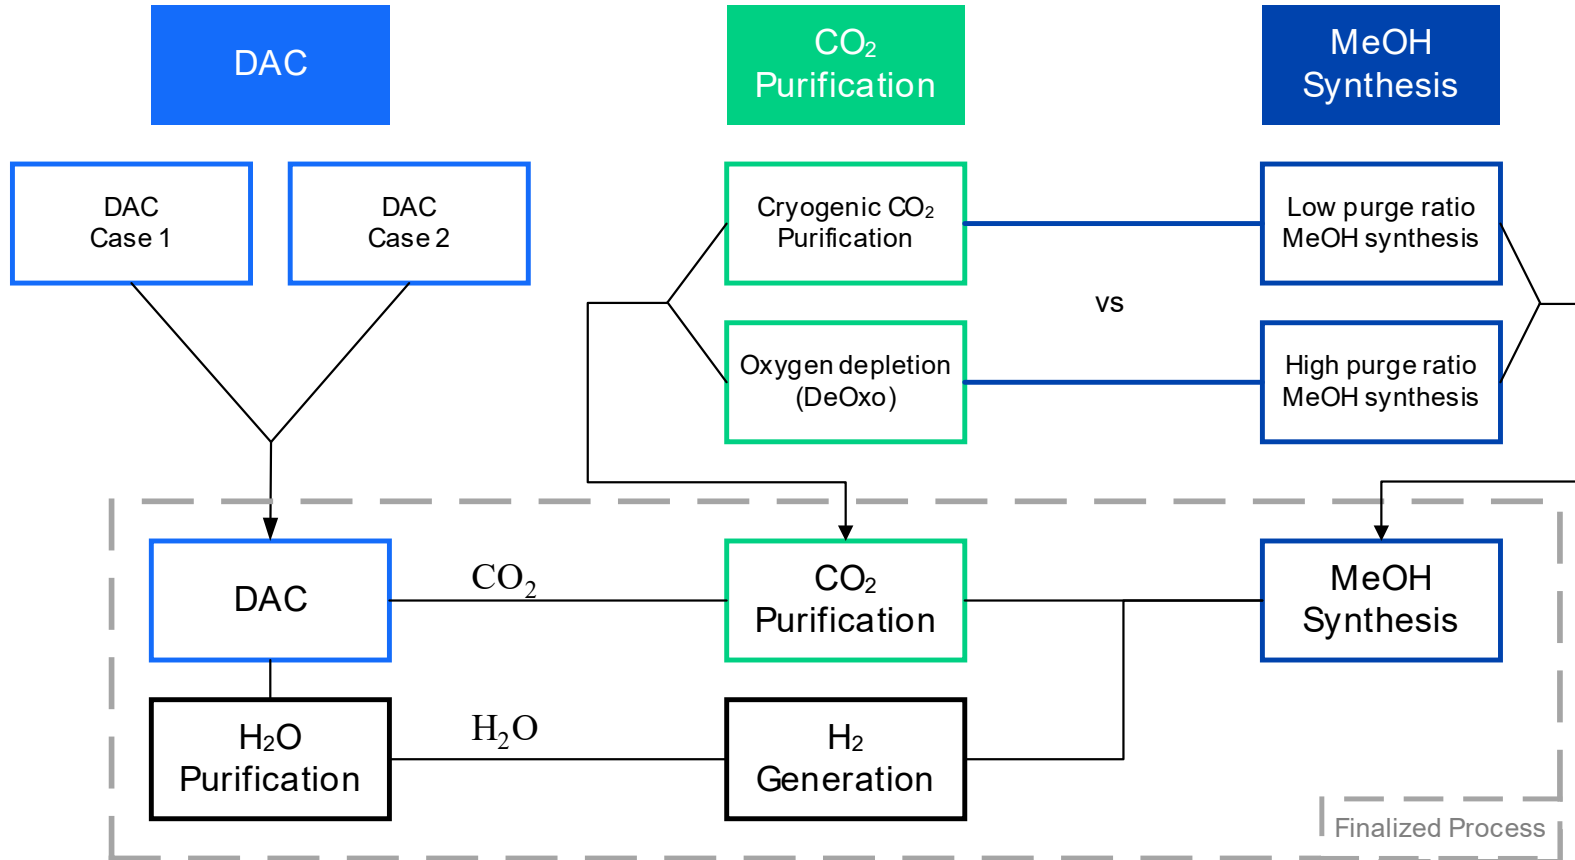 DAC
CO₂
Purification
MeOH
Synthesis
DAC
Case 1
DAC
Case 2
Cryogenic CO₂
Purification
Low purge ratio
MeOH synthesis
vs
Oxygen depletion
(DeOxo)
High purge ratio
MeOH synthesis
DAC
CO₂
CO₂
Purification
MeOH
Synthesis
H₂O
Purification
H₂O
H₂
Generation
Finalized Process